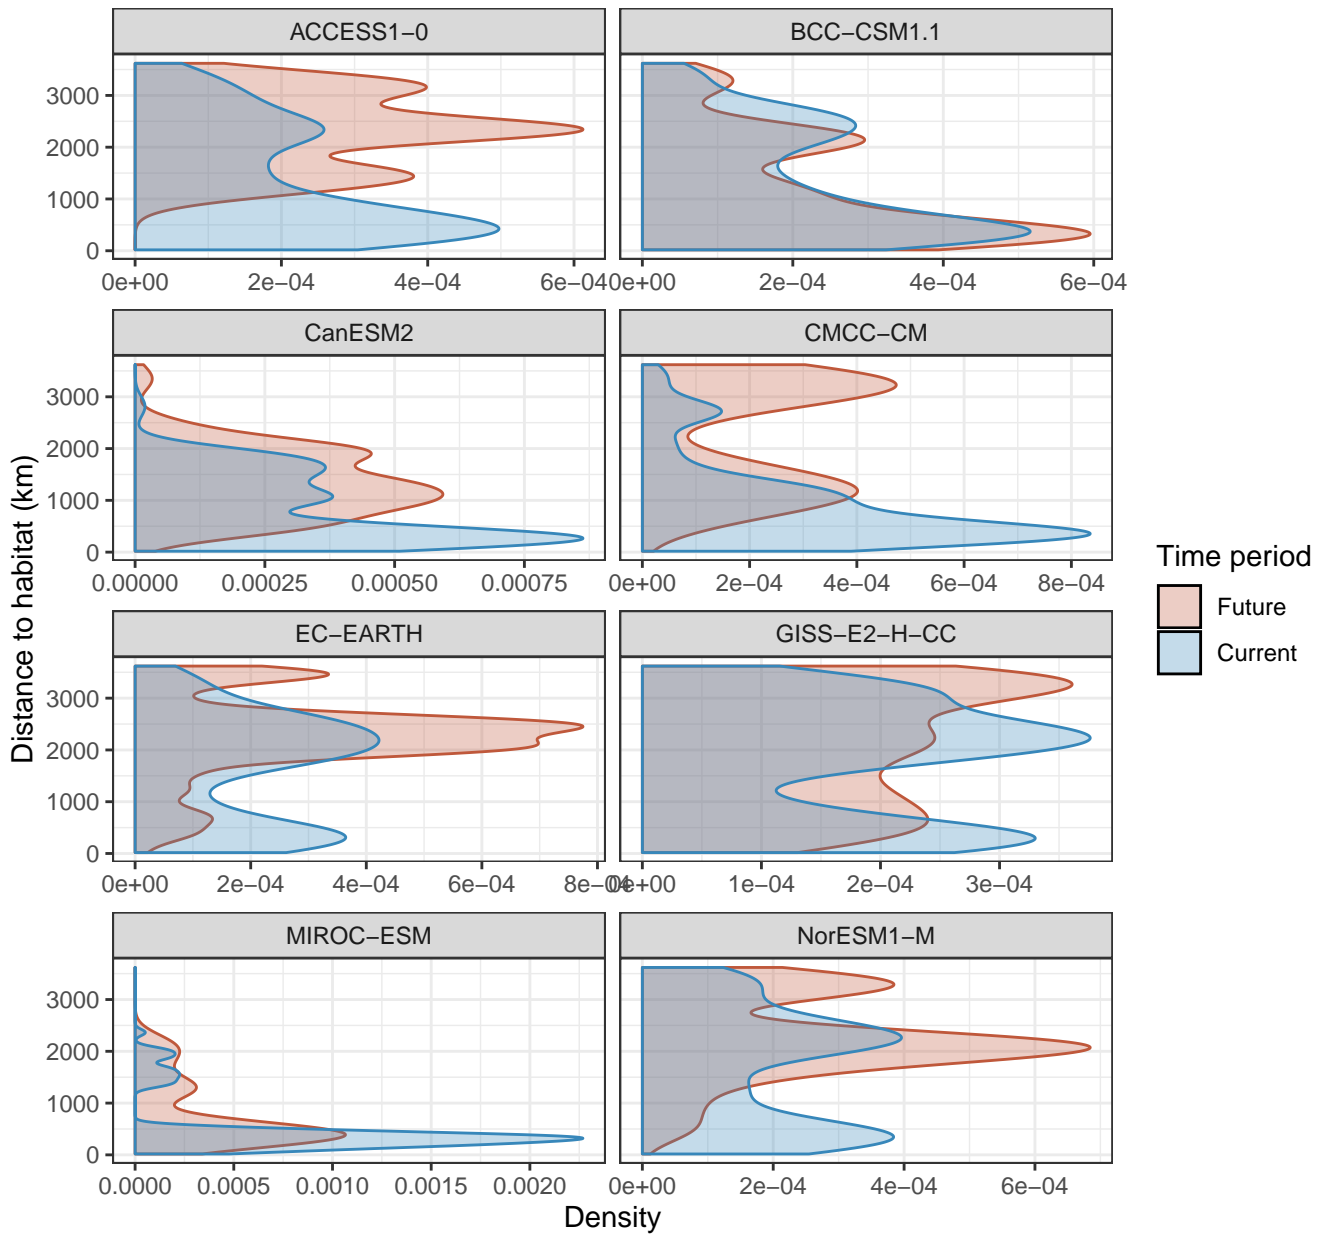 ACCESS1−0
BCC−CSM1.1
3000
2000
1000
0
0e+00 2e−04 4e−04 6e−04
0e+00 2e−04 4e−04 6e−04
CanESM2
CMCC−CM
3000
2000
1000
0
0.00000 0.00025 0.00050 0.00075
0e+00 2e−04 4e−04 6e−04 8e−04
EC−EARTH
GISS−E2−H−CC
3000
2000
1000
0
0e+00 2e−04 4e−04 6e−04 8e−04
0e+00 1e−04 2e−04 3e−04
MIROC−ESM
NorESM1−M
3000
2000
1000
0
0.0000 0.0005 0.0010 0.0015 0.0020
0e+00 2e−04 4e−04 6e−04
Distance to habitat (km)
Density
Time period
Future
Current